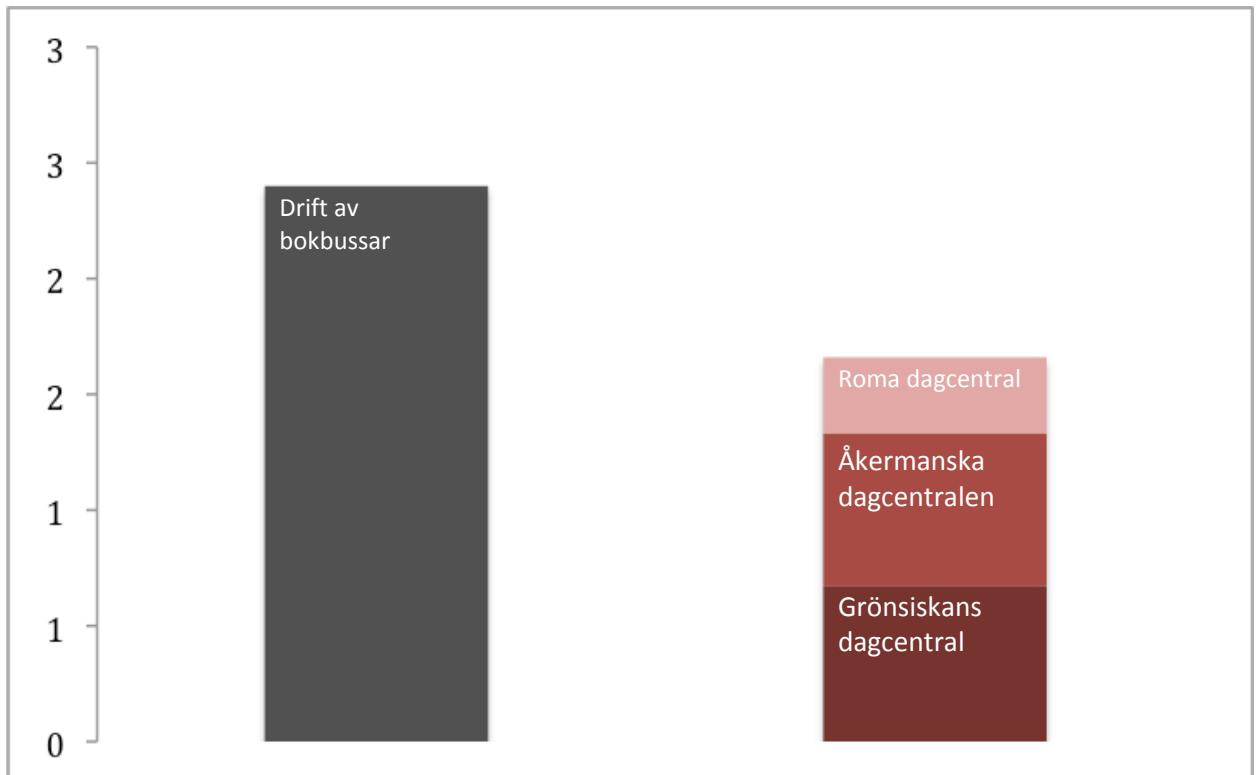 3
3
2
2
1
1
0
Drift av
bokbussar
Roma dagcentral
Åkermanska
dagcentralen
Grönsiskans
dagcentral